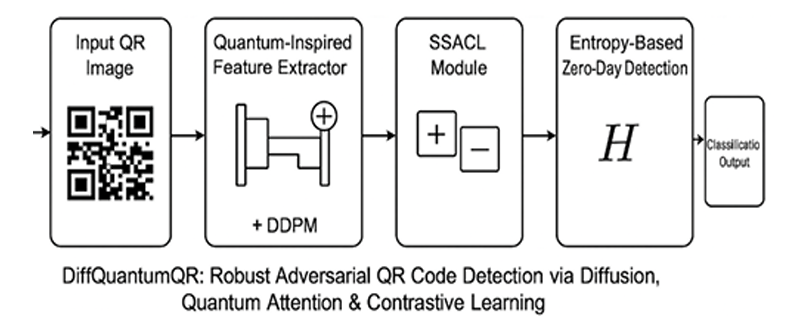 Input QR
Image
Quantum-Inspired
Feature Extractor
+ DDPM
SSACL
Module
+
−
Entropy-Based
Zero-Day Detection
H
Classilicatio
Output
DiffQuantumQR: Robust Adversarial QR Code Detection via Diffusion,
Quantum Attention & Contrastive Learning